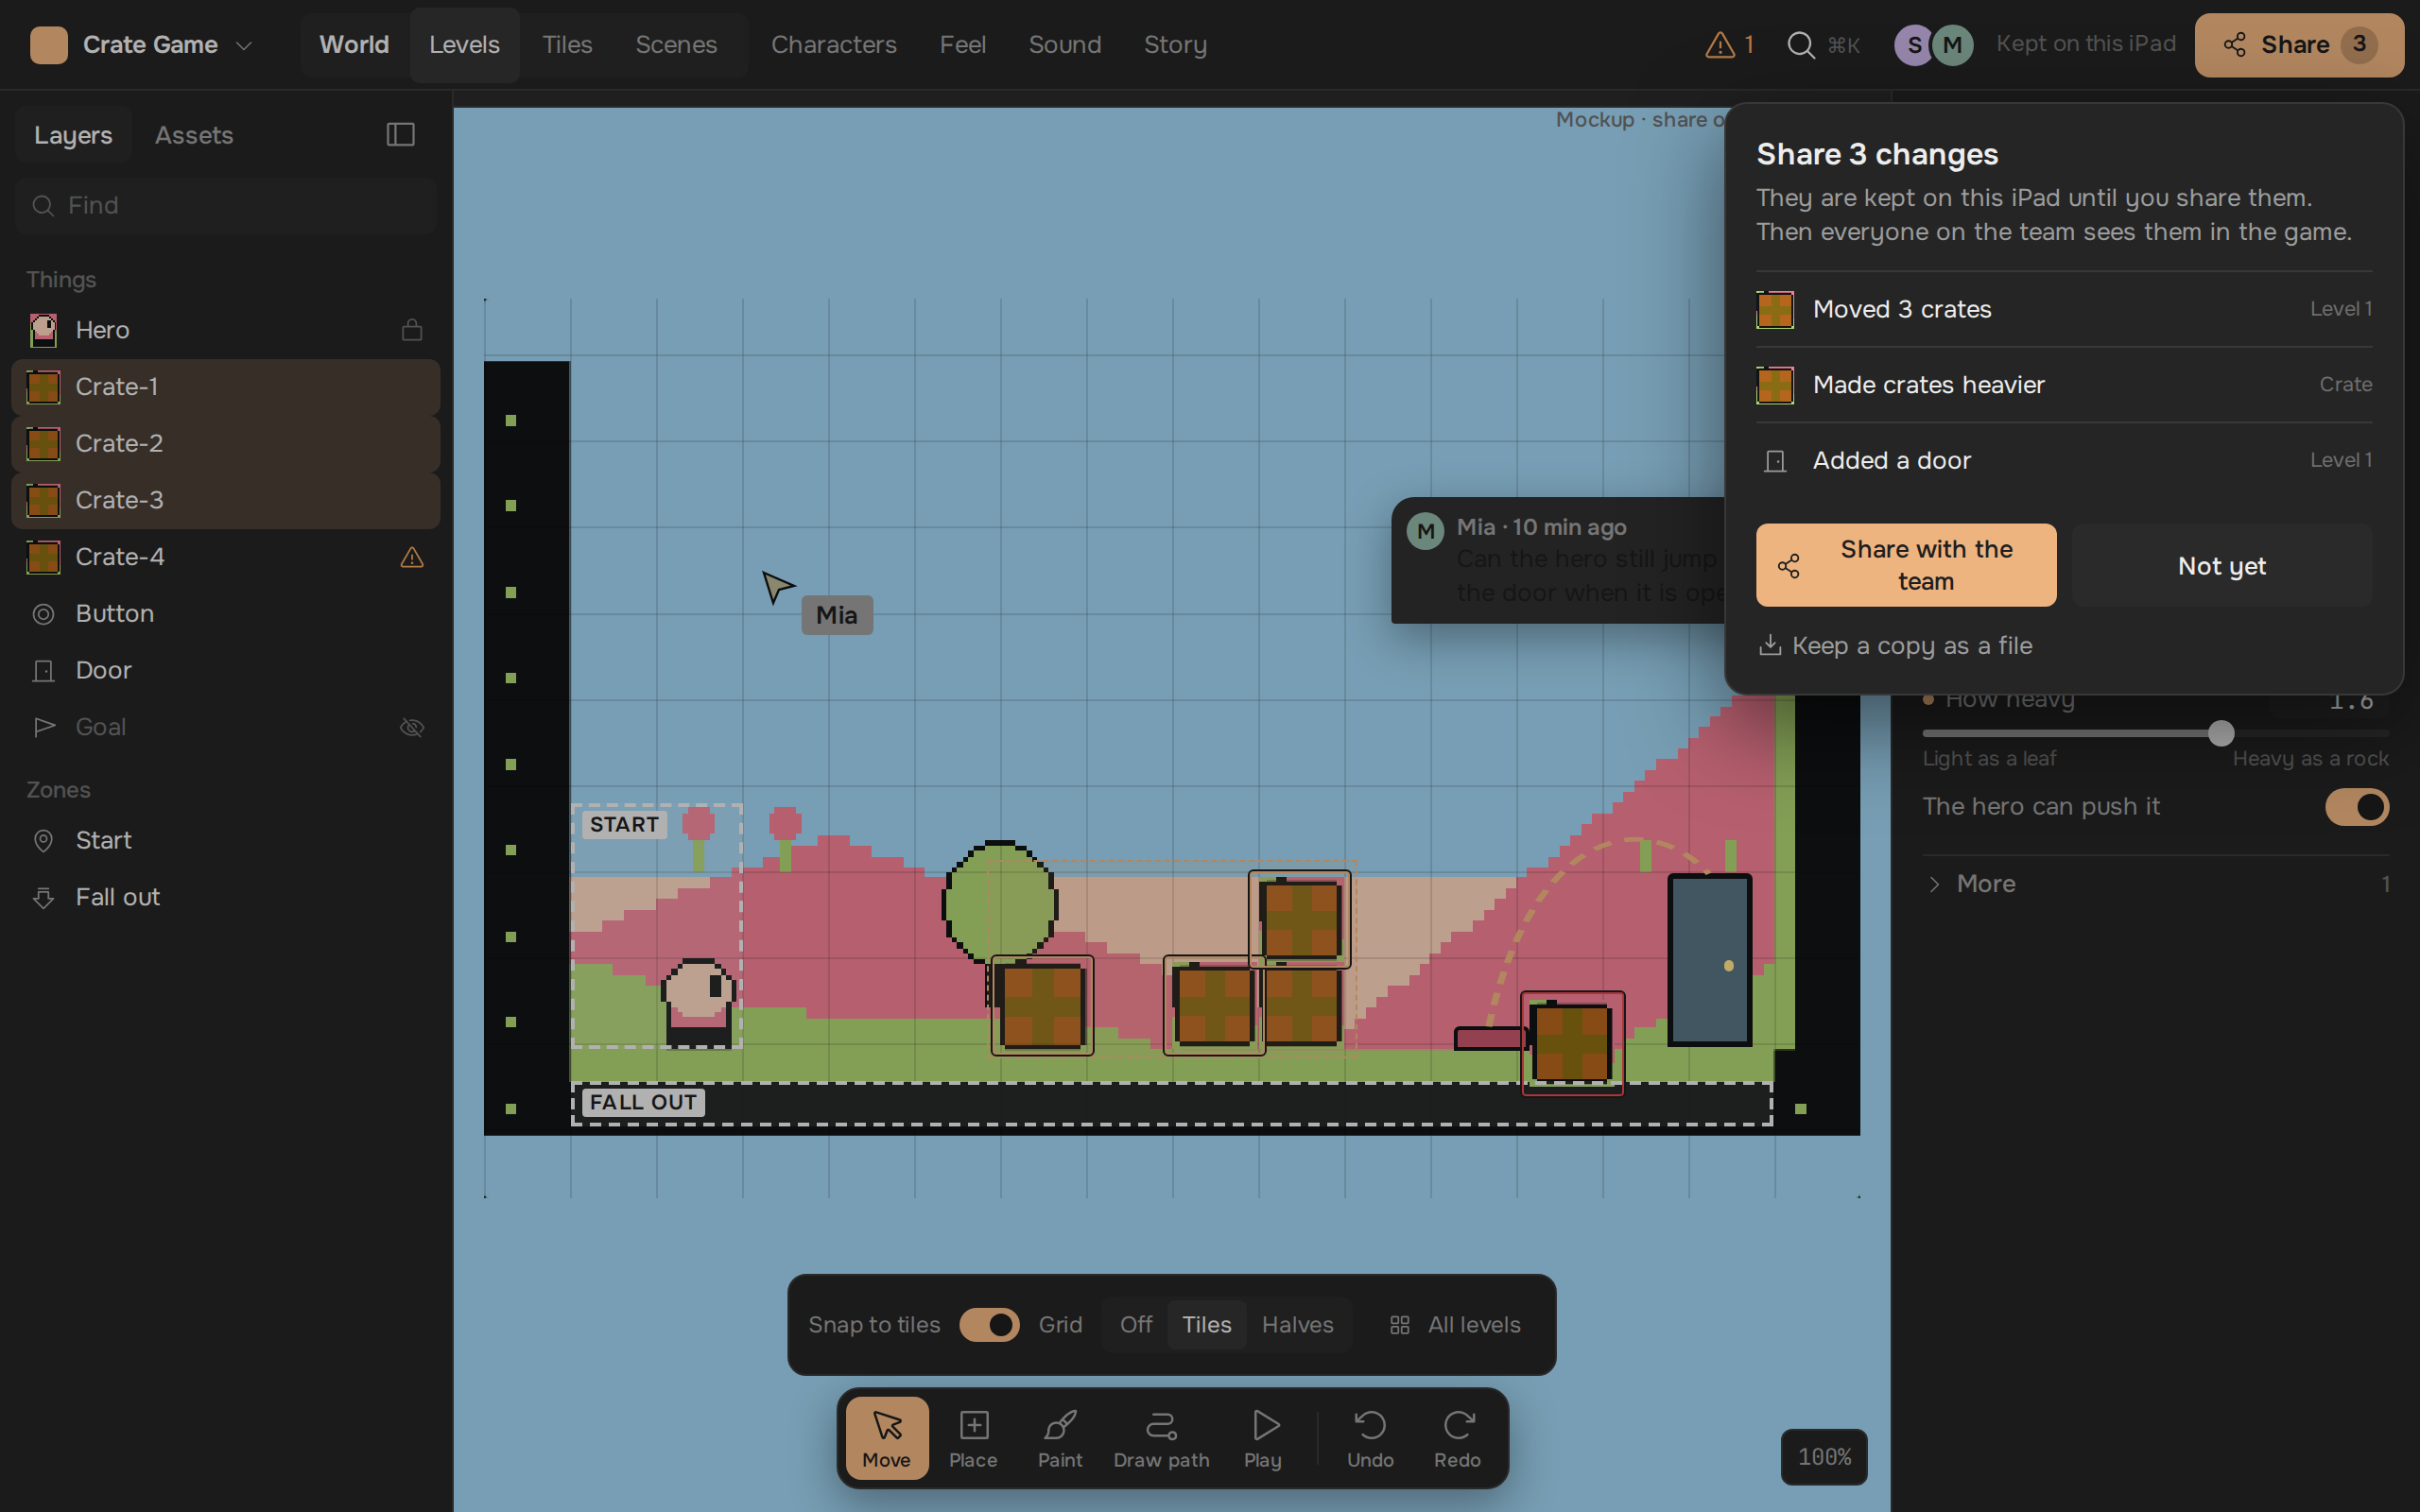 Crate Game
World
Levels
Tiles
Scenes
Characters
Feel
Sound
Story
1
⌘K
S
M
Kept on this iPad
Share
3
Layers
Assets
Find
Things
Hero
Crate-1
Crate-2
Crate-3
Crate-4
Button
Door
Goal
Zones
Start
Fall out
Mockup · share o
Mia · 10 min ago
M
Can the hero still jump
the door when it is ope
Mia
START
FALL OUT
Share 3 changes
They are kept on this iPad until you share them.
Then everyone on the team sees them in the game.
Moved 3 crates
Level 1
Made crates heavier
Crate
Added a door
Level 1
Share with the
team
Not yet
Keep a copy as a file
How heavy
1.6
Light as a leaf
Heavy as a rock
The hero can push it
More
1
Snap to tiles
Grid
Off
Tiles
Halves
All levels
Move
Place
Paint
Draw path
Play
Undo
Redo
100%